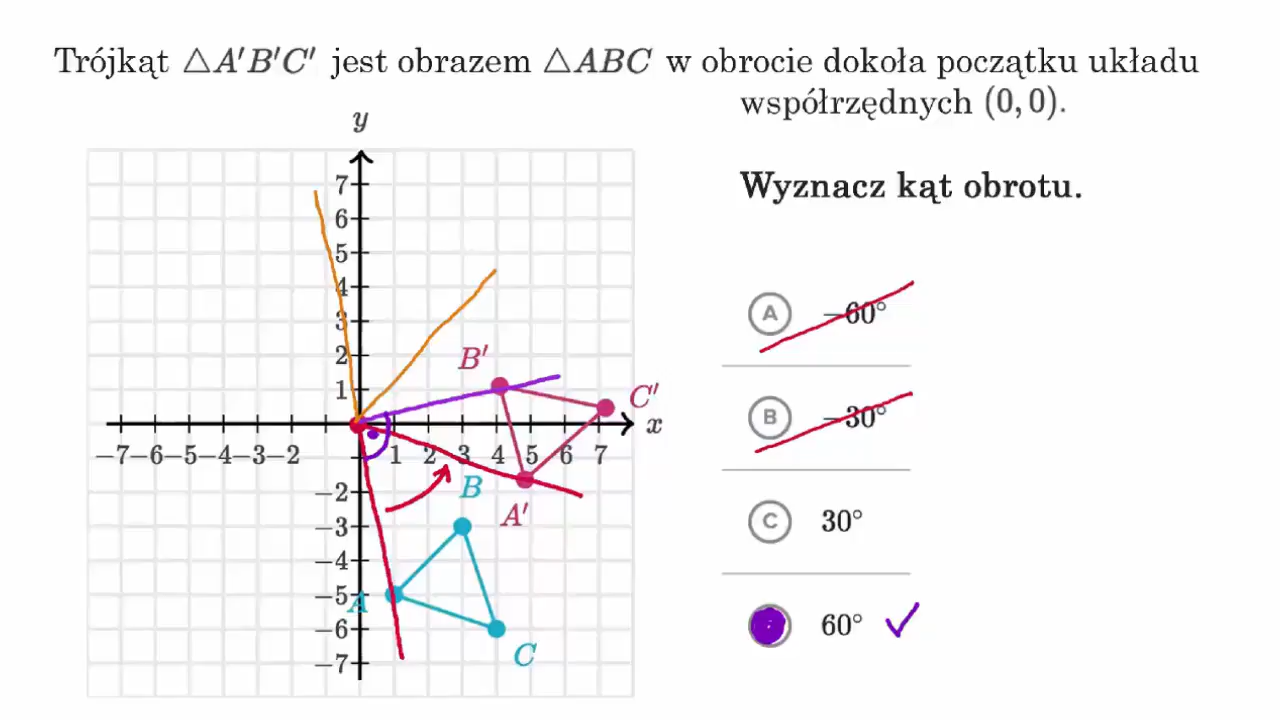 Trójkąt △A′B′C′ jest obrazem △ABC w obrocie dokoła początku układu
współrzędnych (0, 0).
Wyznacz kąt obrotu.
y
7
6
5
4
3
2
1
B′
C′
x
−7−6−5−4−3−2 1 2 3 4 5 6 7
−2
−3
−4
−5
−6
−7
B
A′
A
C
A −60°
B −30°
C 30°
60°